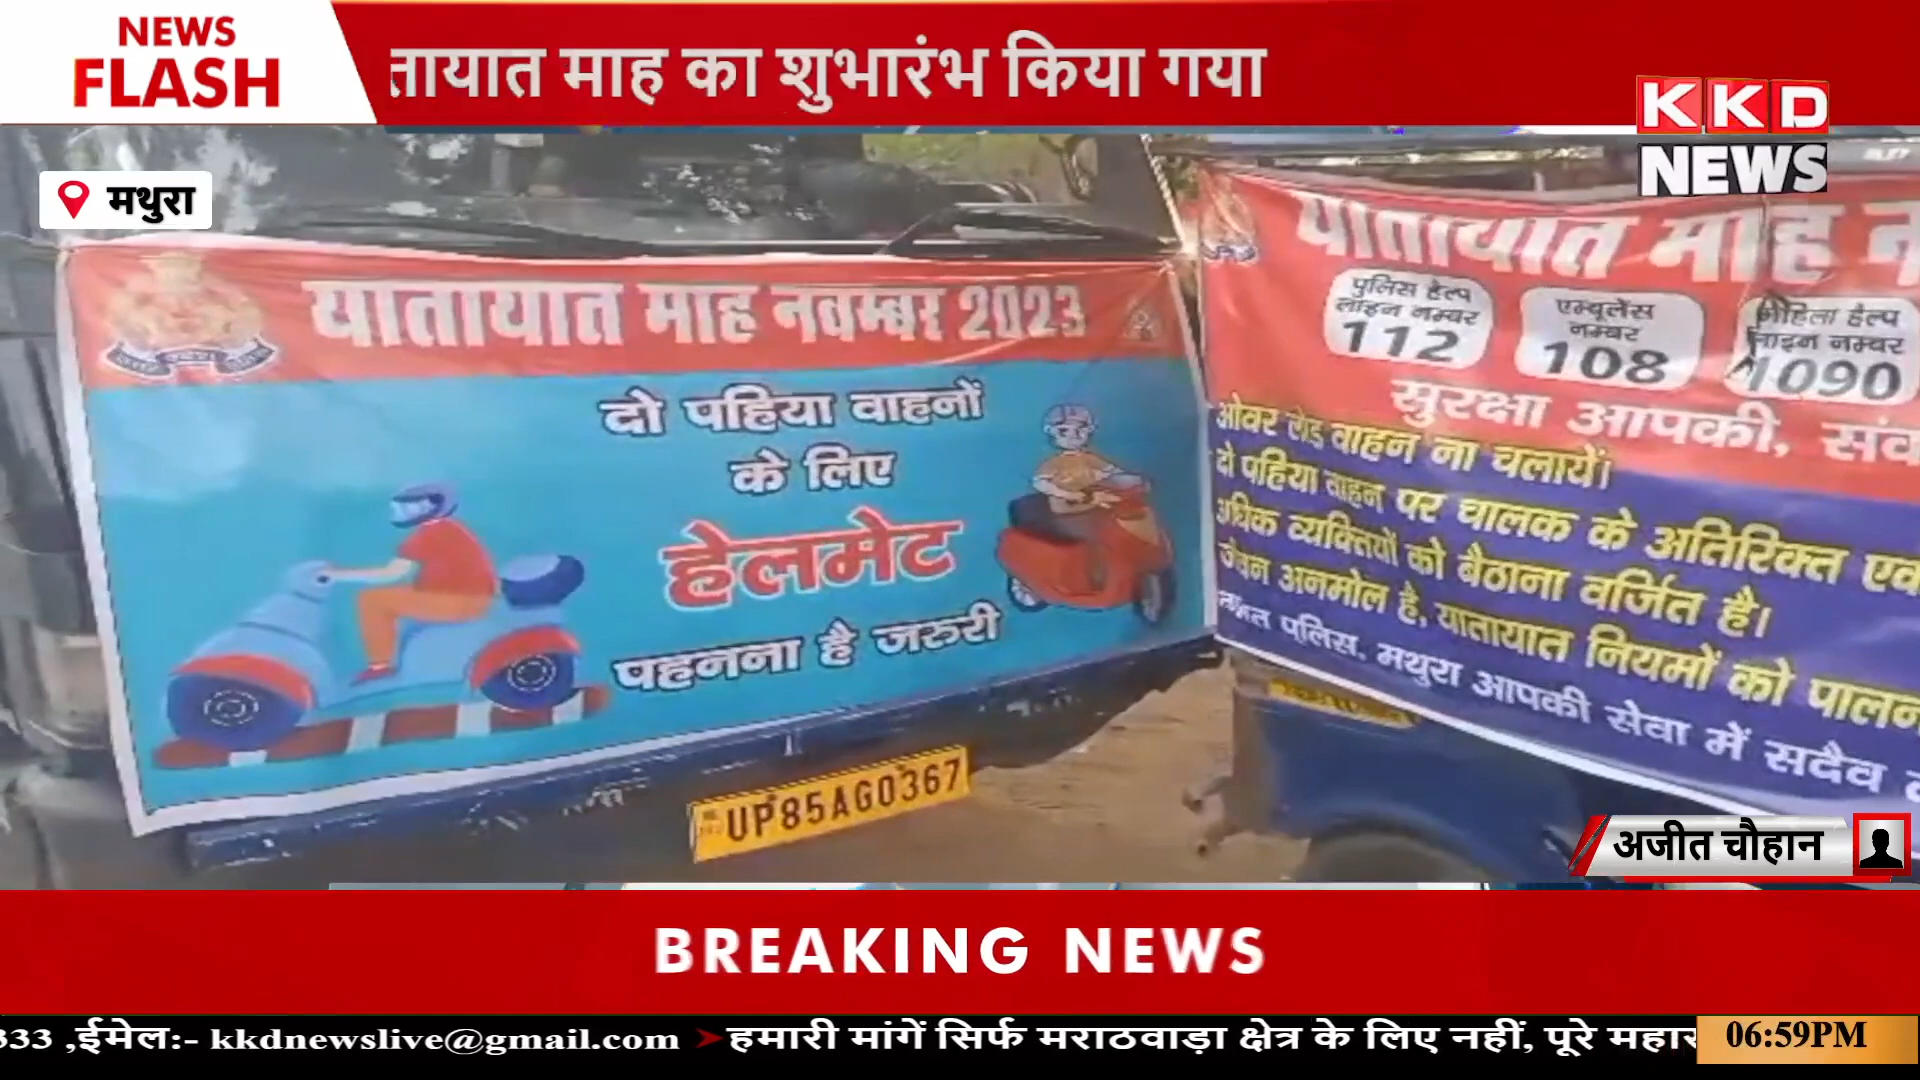 NEWS
FLASH
तायात माह का शुभारंभ किया गया
KKD
NEWS
मथुरा
यातायात माह नवम्बर 2023
दो पहिया वाहनों
के लिए
हेलमेट
पहनना है जरुरी
UP85AG0367
यातायात माह न
पुलिस हेल्प
लाइन नम्बर
112
एम्बूलेंस
नम्बर
108
महिला हैल्प
लाइन नम्बर
1090
सुरक्षा आपकी, संक
ओवर लोड वाहन ना चलायें।
दो पहिया वाहन पर चालक के अतिरिक्त एक
अधिक व्यक्तियों को बैठाना वर्जित है।
जीवन अनमोल है, यातायात नियमों को पालन
पुलिस, मथुरा आपकी सेवा में सदैव
अजीत चौहान
BREAKING NEWS
333 ,ईमेल:- kkdnewslive@gmail.com ➤हमारी मांगें सिर्फ मराठवाड़ा क्षेत्र के लिए नहीं, पूरे महार
06:59PM